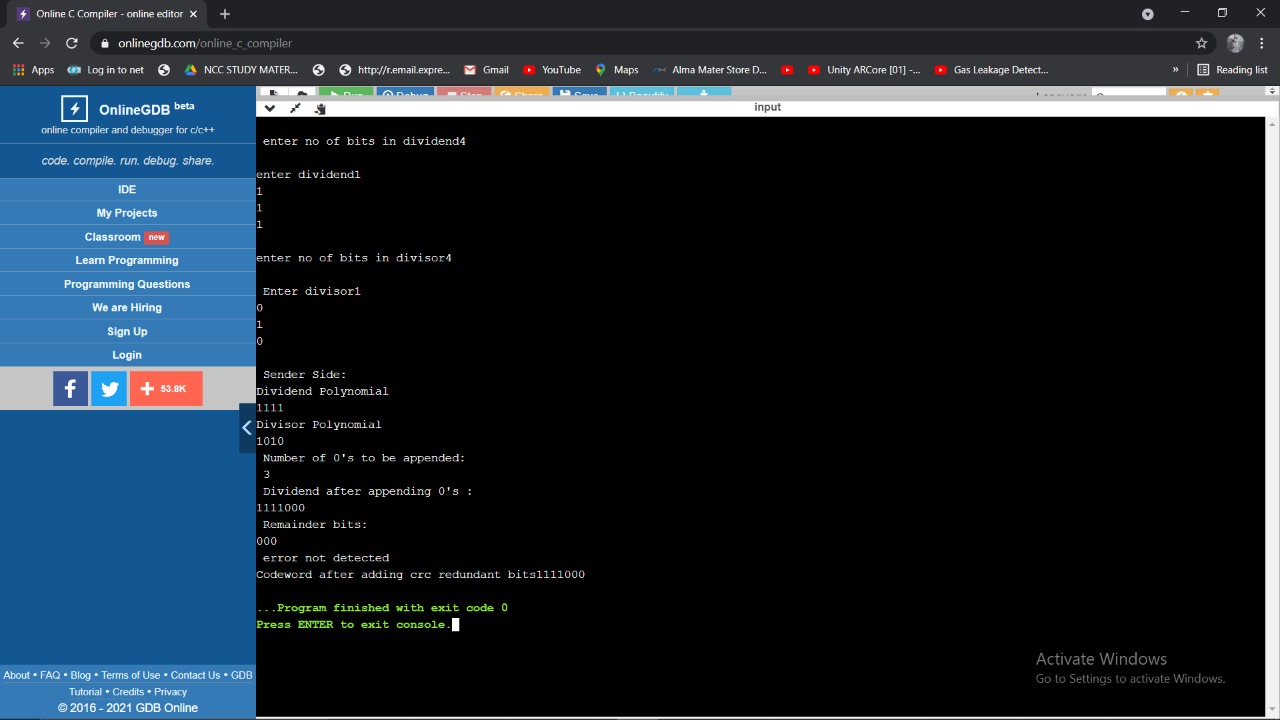 Online C Compiler - online editor
onlinegdb.com/online_c_compiler
Apps Log in to net NCC STUDY MATER... http://r.email.expre... Gmail YouTube Maps Alma Mater Store D... Unity ARCore [01] -... Gas Leakage Detect... » Reading list
Run Debug Stop Share Save { } Beautify
Language
OnlineGDB beta
online compiler and debugger for c/c++
code. compile. run. debug. share.
IDE
My Projects
Classroom new
Learn Programming
Programming Questions
We are Hiring
Sign Up
Login
f + 53.8K
About • FAQ • Blog • Terms of Use • Contact Us • GDB
Tutorial • Credits • Privacy
© 2016 - 2021 GDB Online
input
enter no of bits in dividend4
enter dividend1
1
1
1
enter no of bits in divisor4
Enter divisor1
0
1
0
Sender Side:
Dividend Polynomial
1111
Divisor Polynomial
1010
Number of 0's to be appended:
3
Dividend after appending 0's :
1111000
Remainder bits:
000
error not detected
Codeword after adding crc redundant bits1111000
...Program finished with exit code 0
Press ENTER to exit console.
Activate Windows
Go to Settings to activate Windows.